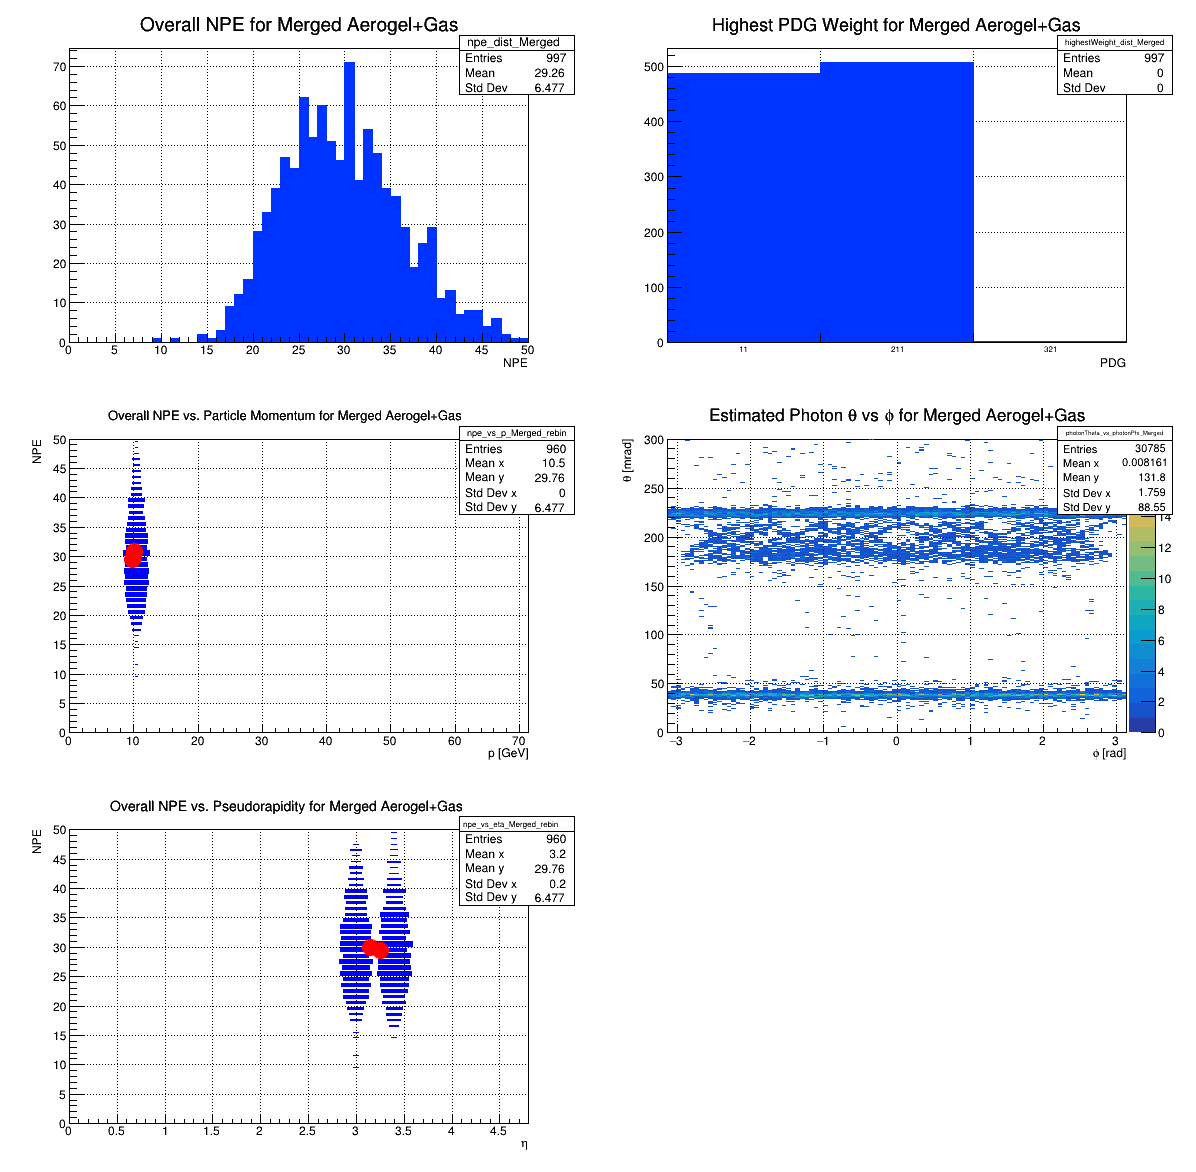 Overall NPE for Merged Aerogel+Gas
npe_dist_Merged
Entries 997
Mean 29.26
Std Dev 6.477
70
60
50
40
30
20
10
0
0 5 10 15 20 25 30 35 40 45 50
NPE
Highest PDG Weight for Merged Aerogel+Gas
highestWeight_dist_Merged
Entries 997
Mean 0
Std Dev 0
500
400
300
200
100
0
11 211 321
PDG
Overall NPE vs. Particle Momentum for Merged Aerogel+Gas
npe_vs_p_Merged_rebin
Entries 960
Mean x 10.5
Mean y 29.76
Std Dev x 0
Std Dev y 6.477
NPE
50
45
40
35
30
25
20
15
10
5
0
0 10 20 30 40 50 60 70
p [GeV]
Estimated Photon θ vs ϕ for Merged Aerogel+Gas
photonTheta_vs_photonPhi_Merged
Entries 30785
Mean x 0.008161
Mean y 131.8
Std Dev x 1.759
Std Dev y 88.55
θ [mrad]
300
250
200
150
100
50
0
−3 −2 −1 0 1 2 3
ϕ [rad]
14
12
10
8
6
4
2
0
Overall NPE vs. Pseudorapidity for Merged Aerogel+Gas
npe_vs_eta_Merged_rebin
Entries 960
Mean x 3.2
Mean y 29.76
Std Dev x 0.2
Std Dev y 6.477
NPE
50
45
40
35
30
25
20
15
10
5
0
0 0.5 1 1.5 2 2.5 3 3.5 4 4.5
η